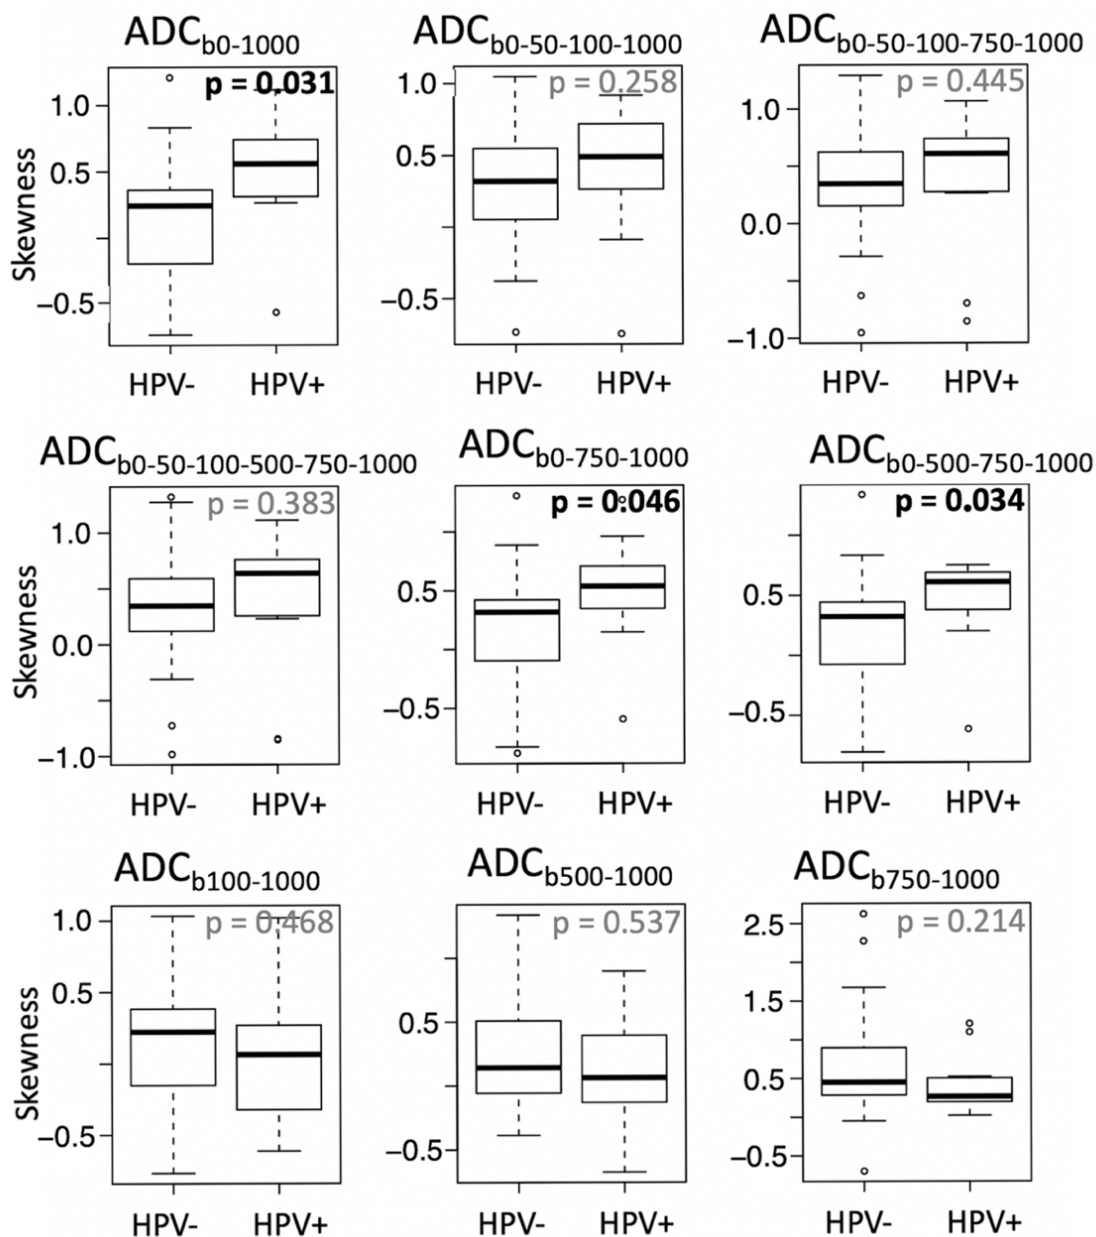 ADCb0-1000
p = 0.031
1.0
0.5
−0.5
Skewness
HPV- HPV+
ADCb0-50-100-1000
p = 0.258
1.0
0.5
−0.5
HPV- HPV+
ADCb0-50-100-750-1000
p = 0.445
1.0
0.0
−1.0
HPV- HPV+
ADCb0-50-100-500-750-1000
p = 0.383
1.0
0.0
−1.0
Skewness
HPV- HPV+
ADCb0-750-1000
p = 0.046
0.5
−0.5
HPV- HPV+
ADCb0-500-750-1000
p = 0.034
0.5
−0.5
HPV- HPV+
ADCb100-1000
p = 0.468
1.0
0.5
−0.5
Skewness
HPV- HPV+
ADCb500-1000
p = 0.537
0.5
−0.5
HPV- HPV+
ADCb750-1000
p = 0.214
2.5
1.5
0.5
−0.5
HPV- HPV+